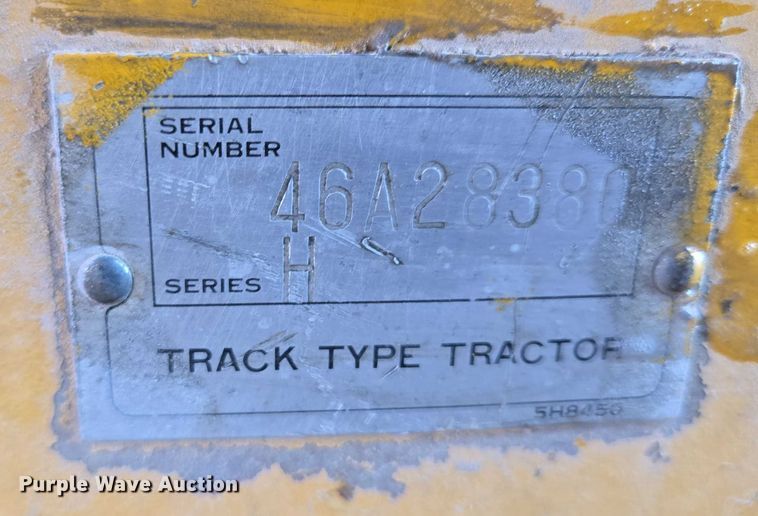 SERIAL
NUMBER
46A28380
SERIES H
TRACK TYPE TRACTOR
5H8456
Purple Wave Auction